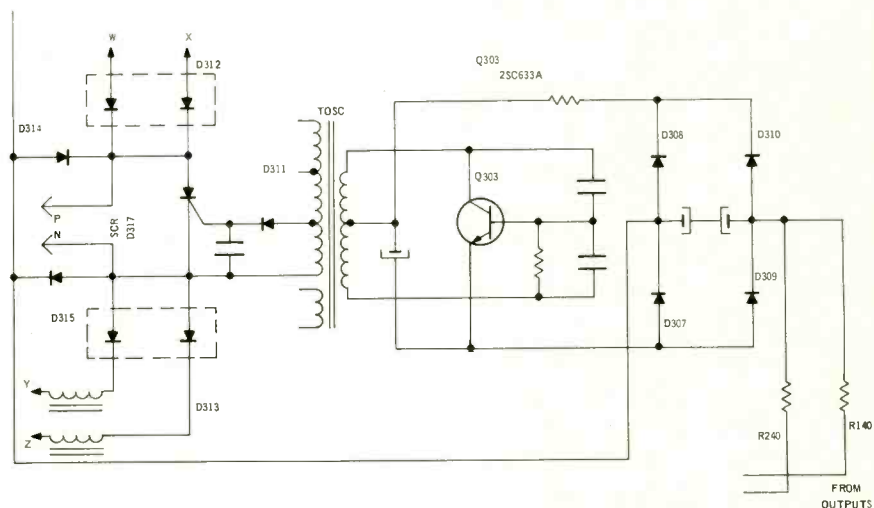 W
X
D312
Q303
2SC633A
TOSC
D314
D308
D310
D311
Q303
P
SCR
D317
N
D315
D309
D307
Y
D313
Z
R240
R140
FROM
OUTPUTS